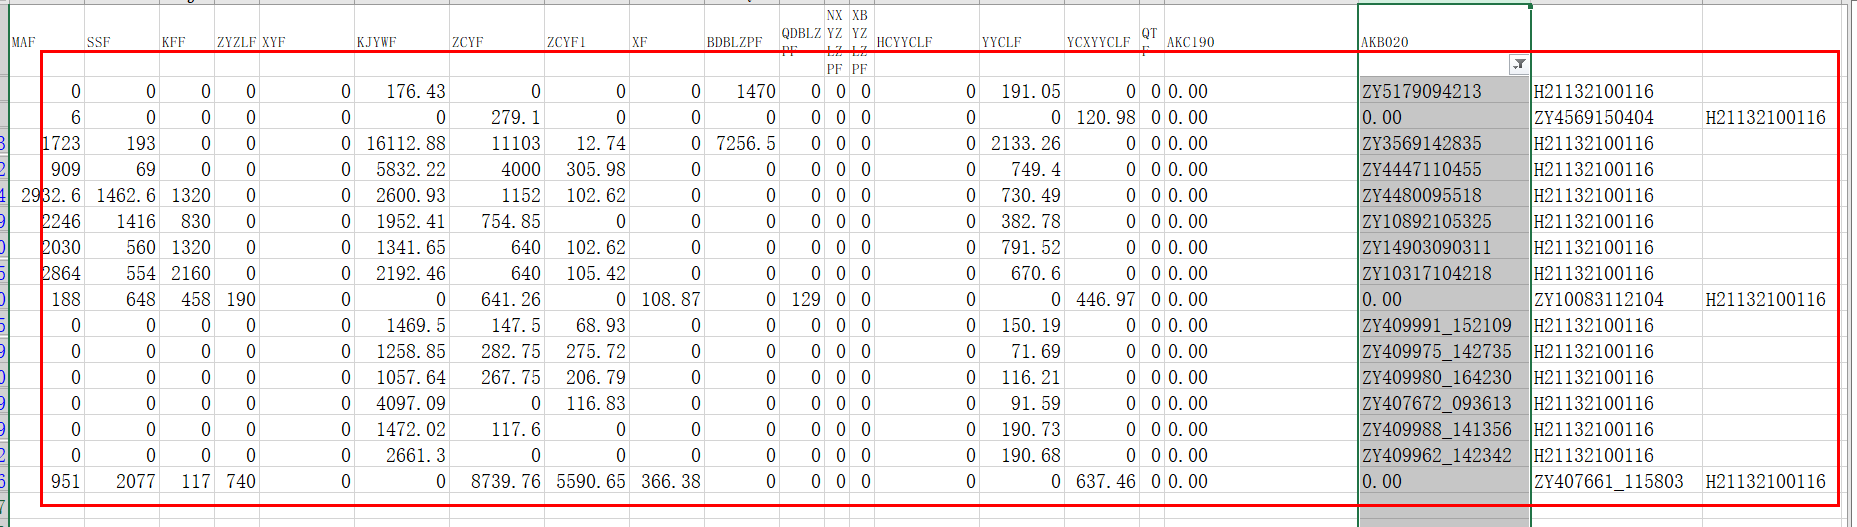 MAF SSF KFF ZYZLF XYF KJYWF ZCYF ZCYF1 XF BDBLZPF QDBLZPF NXYZLZPF XBYZLZPF HCYYCLF YYCLF YCXYYCLF QTF AKC190 AKB020
0 0 0 0 0 176.43 0 0 0 1470 0 0 0 0 191.05 0 0 0.00 ZY5179094213 H21132100116
6 0 0 0 0 0 279.1 0 0 0 0 0 0 0 0 120.98 0 0.00 0.00 ZY4569150404 H21132100116
1723 193 0 0 0 16112.88 11103 12.74 0 7256.5 0 0 0 0 2133.26 0 0 0.00 ZY3569142835 H21132100116
909 69 0 0 0 5832.22 4000 305.98 0 0 0 0 0 0 749.4 0 0 0.00 ZY4447110455 H21132100116
2932.6 1462.6 1320 0 0 2600.93 1152 102.62 0 0 0 0 0 0 730.49 0 0 0.00 ZY4480095518 H21132100116
2246 1416 830 0 0 1952.41 754.85 0 0 0 0 0 0 0 382.78 0 0 0.00 ZY10892105325 H21132100116
2030 560 1320 0 0 1341.65 640 102.62 0 0 0 0 0 0 791.52 0 0 0.00 ZY14903090311 H21132100116
2864 554 2160 0 0 2192.46 640 105.42 0 0 0 0 0 0 670.6 0 0 0.00 ZY10317104218 H21132100116
188 648 458 190 0 0 641.26 0 108.87 0 129 0 0 0 0 446.97 0 0.00 0.00 ZY10083112104 H21132100116
0 0 0 0 0 1469.5 147.5 68.93 0 0 0 0 0 0 150.19 0 0 0.00 ZY409991_152109 H21132100116
0 0 0 0 0 1258.85 282.75 275.72 0 0 0 0 0 0 71.69 0 0 0.00 ZY409975_142735 H21132100116
0 0 0 0 0 1057.64 267.75 206.79 0 0 0 0 0 0 116.21 0 0 0.00 ZY409980_164230 H21132100116
0 0 0 0 0 4097.09 0 116.83 0 0 0 0 0 0 91.59 0 0 0.00 ZY407672_093613 H21132100116
0 0 0 0 0 1472.02 117.6 0 0 0 0 0 0 0 190.73 0 0 0.00 ZY409988_141356 H21132100116
0 0 0 0 0 2661.3 0 0 0 0 0 0 0 0 190.68 0 0 0.00 ZY409962_142342 H21132100116
951 2077 117 740 0 0 8739.76 5590.65 366.38 0 0 0 0 0 0 637.46 0 0.00 0.00 ZY407661_115803 H21132100116